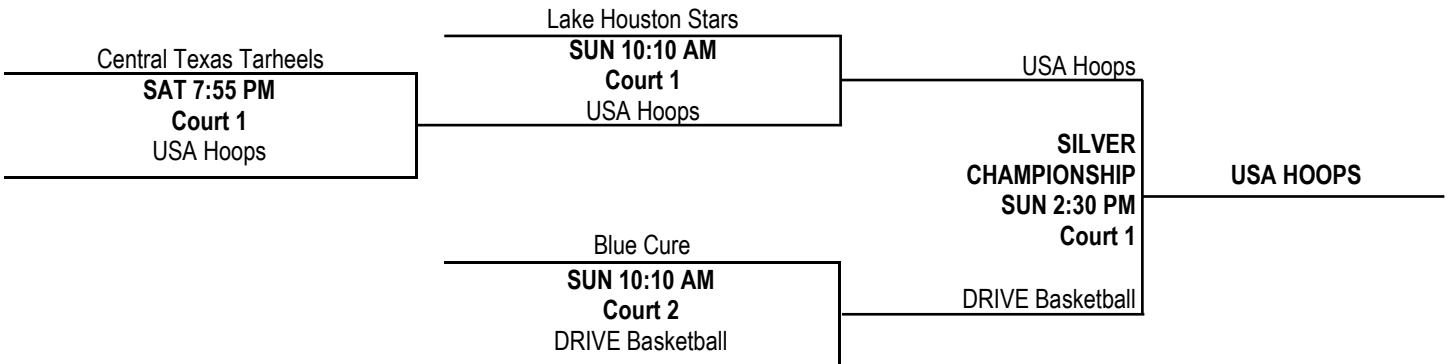 Central Texas Tarheels
SAT 7:55 PM
Court 1
USA Hoops
Lake Houston Stars
SUN 10:10 AM
Court 1
USA Hoops
Blue Cure
SUN 10:10 AM
Court 2
DRIVE Basketball
USA Hoops
SILVER
CHAMPIONSHIP
SUN 2:30 PM
Court 1
DRIVE Basketball
USA HOOPS